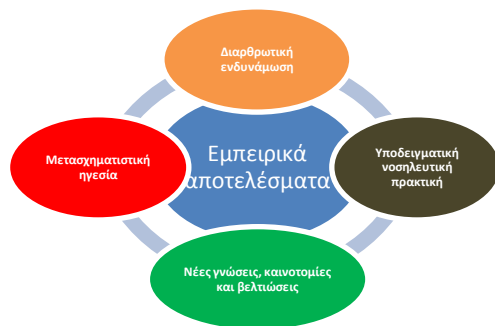 Διαρθρωτική
ενδυνάμωση
Μετασχηματιστική
ηγεσία
Εμπειρικά
αποτελέσματα
Υποδειγματική
νοσηλευτική
πρακτική
Νέες γνώσεις, καινοτομίες
και βελτιώσεις